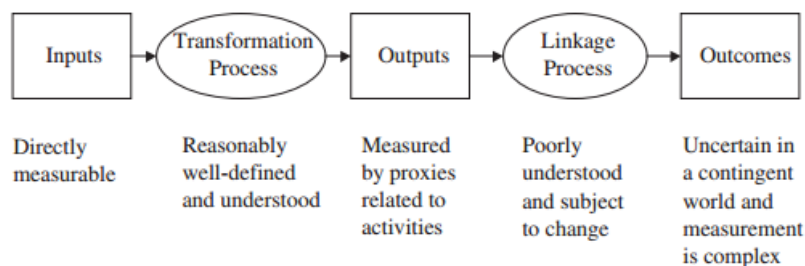 Inputs
Transformation
Process
Outputs
Linkage
Process
Outcomes
Directly
measurable
Reasonably
well-defined
and understood
Measured
by proxies
related to
activities
Poorly
understood
and subject
to change
Uncertain in
a contingent
world and
measurement
is complex